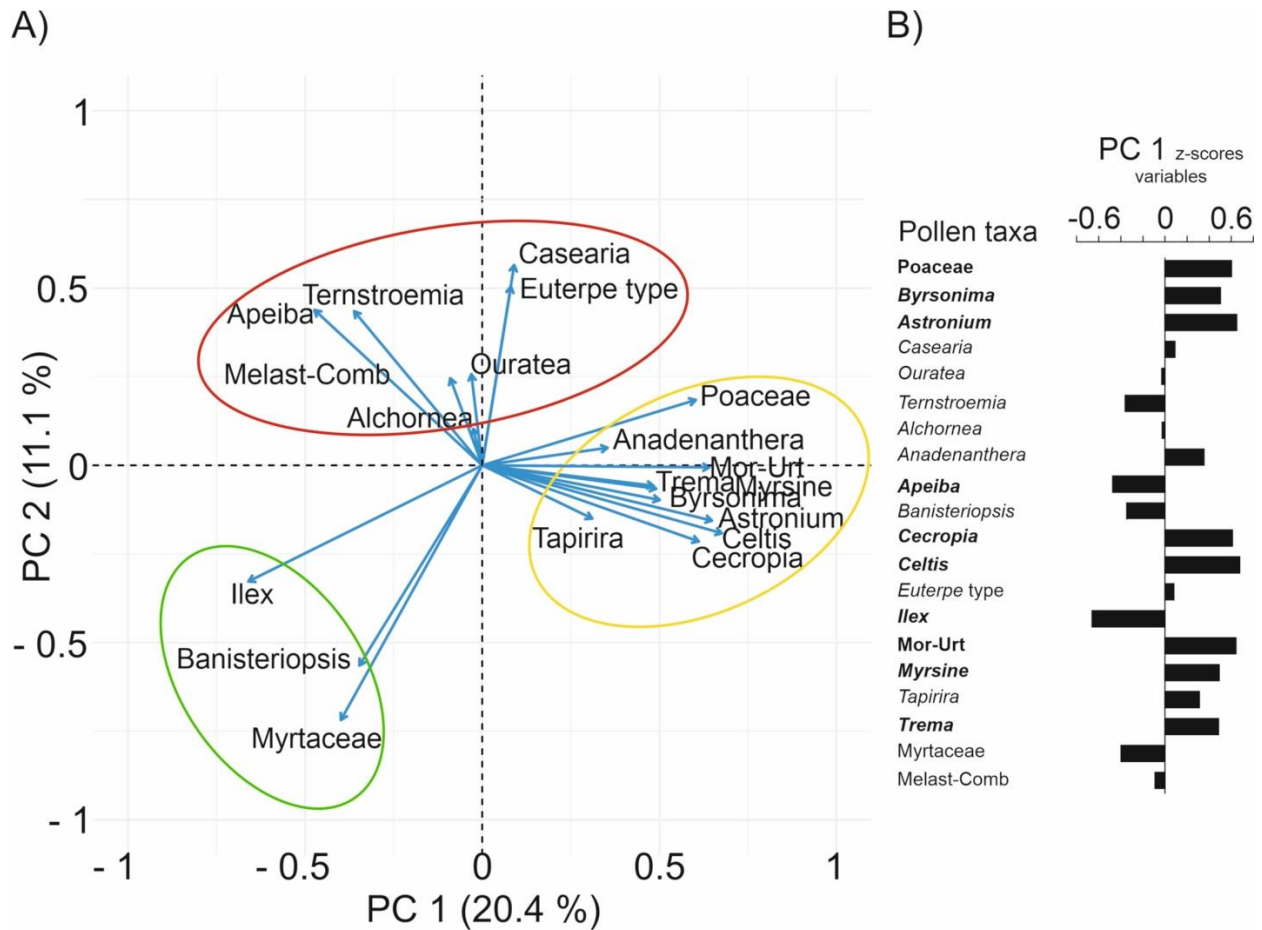 A)
1
0.5
0
- 0.5
- 1
PC 2 (11.1 %)
Casearia
Euterpe type
Ternstroemia
Apeiba
Ouratea
Melast-Comb
Alchornea
Poaceae
Anadenanthera
Mor-Urt
Trema
Myrsine
Byrsonima
Astronium
Tapirira
Celtis
Cecropia
Ilex
Banisteriopsis
Myrtaceae
- 1
- 0.5
0
0.5
1
PC 1 (20.4 %)
B)
PC 1 z-scores
variables
-0.6 0 0.6
Pollen taxa
Poaceae
Byrsonima
Astronium
Casearia
Ouratea
Ternstroemia
Alchornea
Anadenanthera
Apeiba
Banisteriopsis
Cecropia
Celtis
Euterpe type
Ilex
Mor-Urt
Myrsine
Tapirira
Trema
Myrtaceae
Melast-Comb